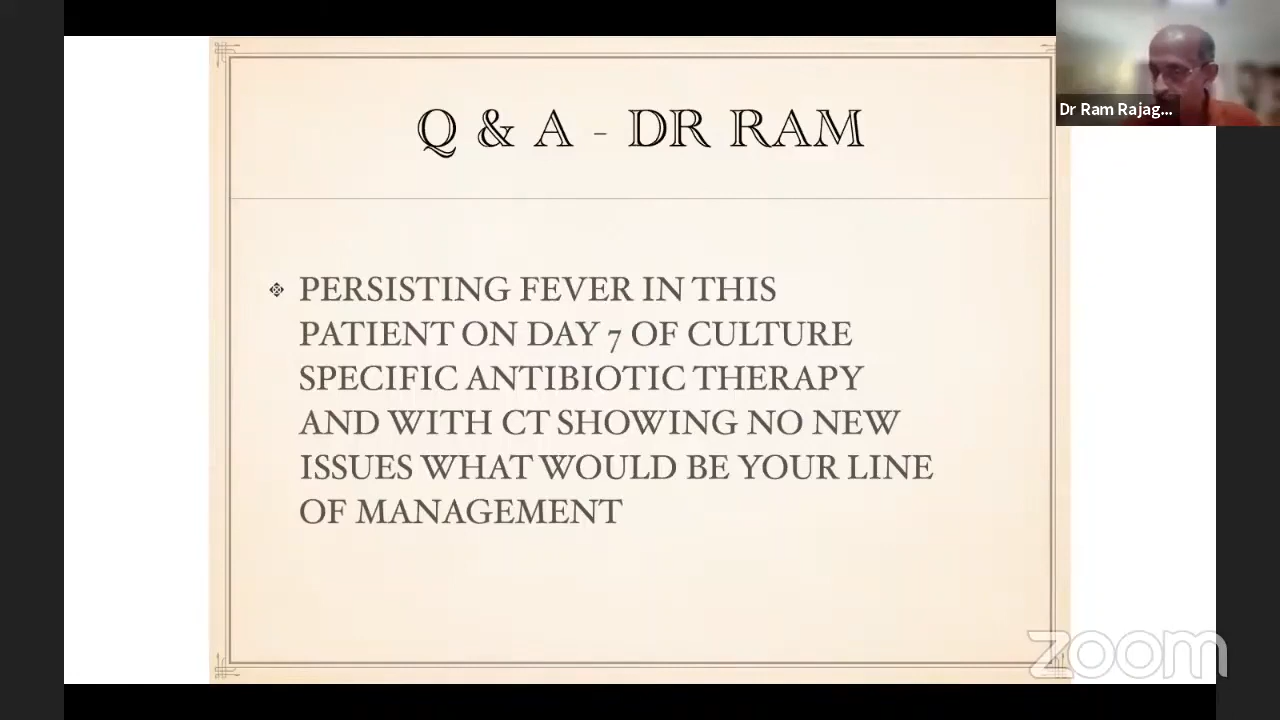 Q & A - DR RAM
Dr Ram Rajag...
PERSISTING FEVER IN THIS
PATIENT ON DAY 7 OF CULTURE
SPECIFIC ANTIBIOTIC THERAPY
AND WITH CT SHOWING NO NEW
ISSUES WHAT WOULD BE YOUR LINE
OF MANAGEMENT
zoom